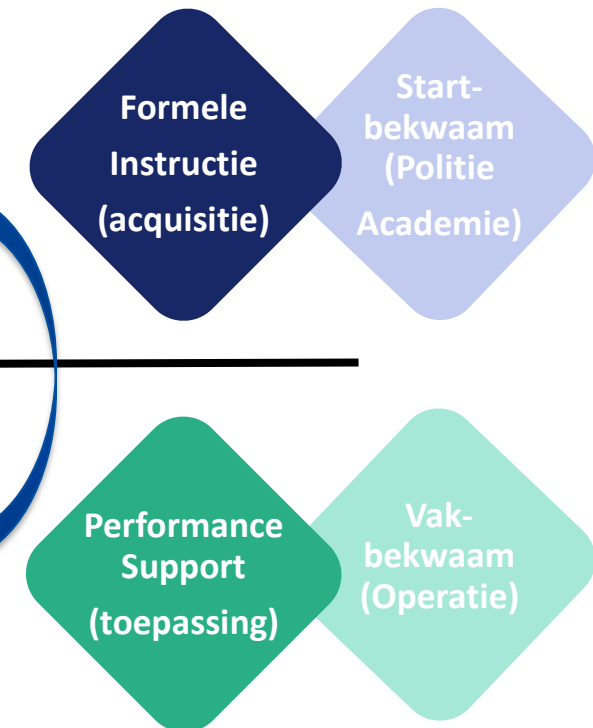 Formele
Instructie
(acquisitie)
Start-
bekwaam
(Politie
Academie)
Performance
Support
(toepassing)
Vak-
bekwaam
(Operatie)